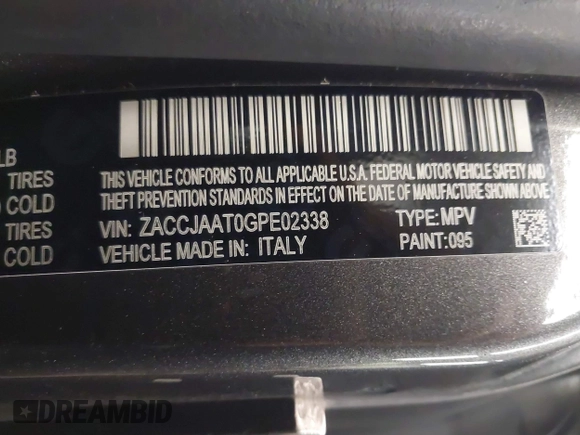 LB
TIRES
COLD
TIRES
COLD
THIS VEHICLE CONFORMS TO ALL APPLICABLE U.S.A. FEDERAL MOTOR VEHICLE SAFETY AND
THEFT PREVENTION STANDARDS IN EFFECT ON THE DATE OF MANUFACTURE SHOWN ABOVE.
VIN: ZACCJAAT0GPE02338 TYPE: MPV
VEHICLE MADE IN: ITALY PAINT: 095
DREAMBID